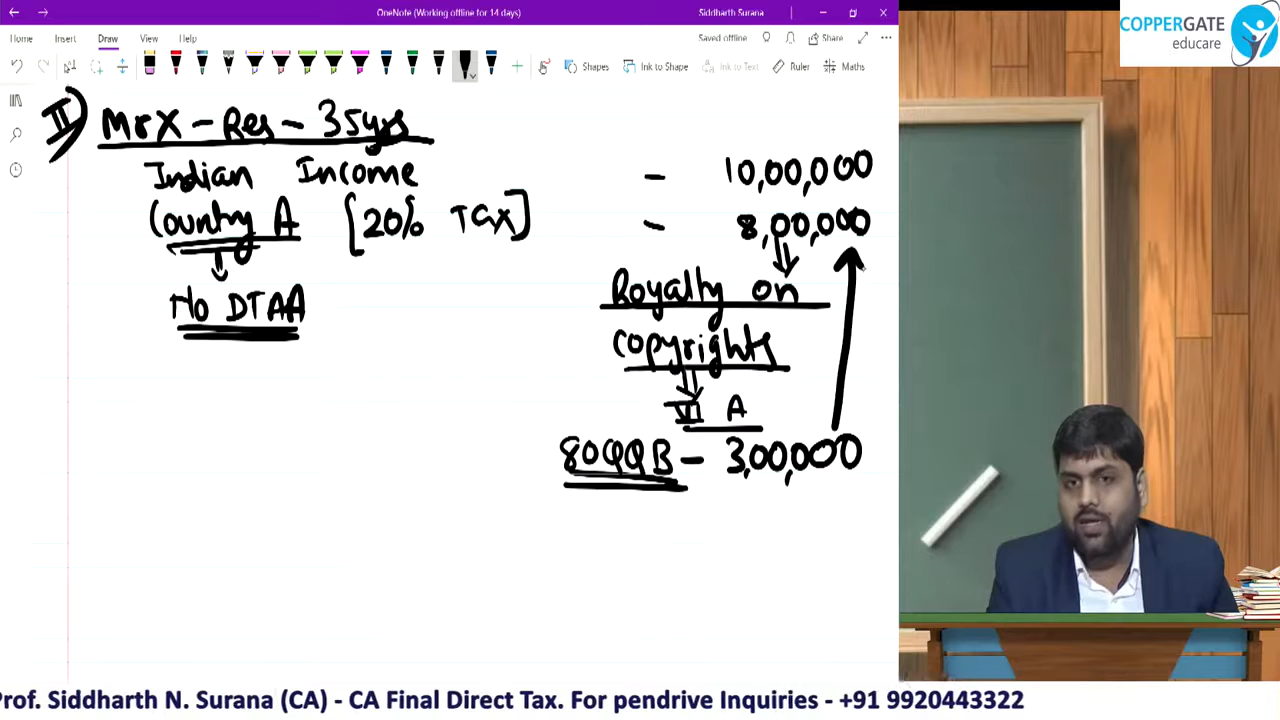 OneNote (Working offline for 14 days)
Siddharth Surana
Home Insert Draw View Help
Saved offline
Share
Shapes
Ink to Shape
Ink to Text
Ruler
Maths
COPPERGATE
educare
II) Mr X - Res - 35yrs
Indian Income - 10,00,000
Country A [20% Tax] - 8,00,000
No DTAA
Royalty on
Copyrights
VI A
80QQB - 3,00,000
Prof. Siddharth N. Surana (CA) - CA Final Direct Tax. For pendrive Inquiries - +91 9920443322